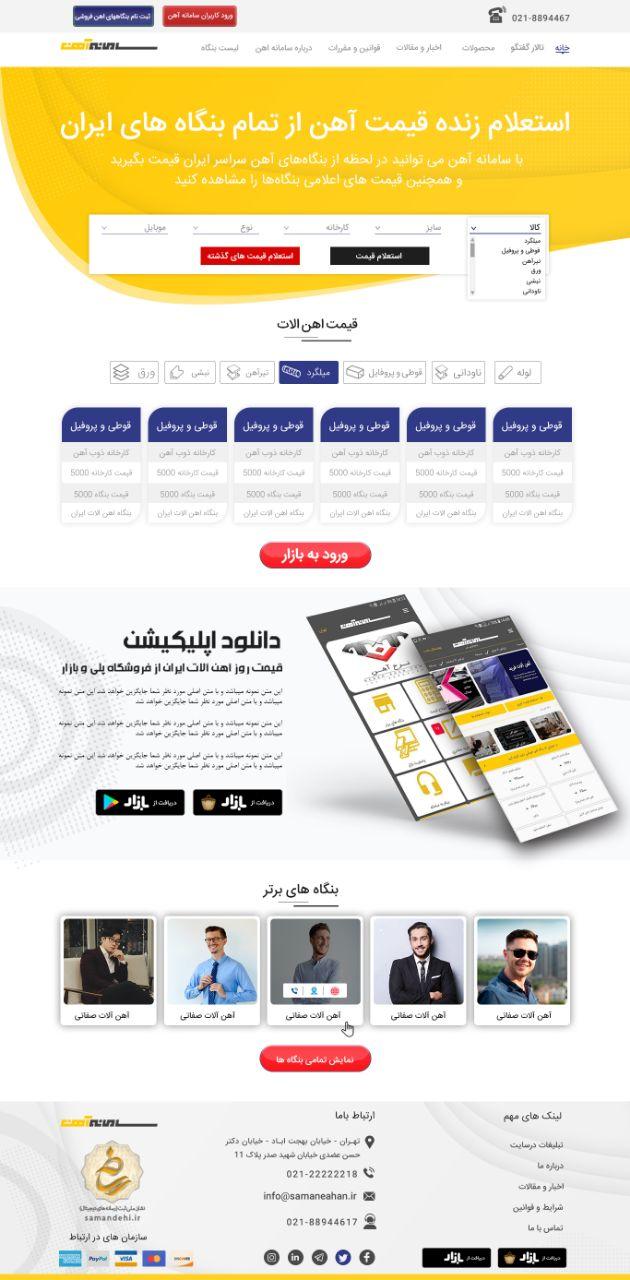 021-8894467
ورود کاربران سامانه آهن
ثبت نام بنگاههای اهن فروشی
خانه
تالار گفتگو
محصولات
اخبار و مقالات
قوانین و مقررات
درباره سامانه اهن
لیست بنگاه
سامانه آهن
استعلام زنده قیمت آهن از تمام بنگاه های ایران
با سامانه آهن می توانید در لحظه از بنگاه‌های آهن سراسر ایران قیمت بگیرید
و همچنین قیمت های اعلامی بنگاه‌ها را مشاهده کنید
کالا
سایز
کارخانه
نوع
موبایل
میلگرد
قوطی و پروفیل
تیرآهن
ورق
نبشی
ناودانی
استعلام قیمت
استعلام قیمت های گذشته
قیمت اهن الات
لوله
ناودانی
قوطی و پروفایل
میلگرد
تیرآهن
نبشی
ورق
قوطی و پروفیل
قوطی و پروفیل
قوطی و پروفیل
قوطی و پروفیل
قوطی و پروفیل
قوطی و پروفیل
کارخانه ذوب آهن
کارخانه ذوب آهن
کارخانه ذوب آهن
کارخانه ذوب آهن
کارخانه ذوب آهن
کارخانه ذوب آهن
قیمت کارخانه 5000
قیمت کارخانه 5000
قیمت کارخانه 5000
قیمت کارخانه 5000
قیمت کارخانه 5000
قیمت کارخانه 5000
قیمت بنگاه 5000
قیمت بنگاه 5000
قیمت بنگاه 5000
قیمت بنگاه 5000
قیمت بنگاه 5000
قیمت بنگاه 5000
بنگاه اهن الات ایران
بنگاه اهن الات ایران
بنگاه اهن الات ایران
بنگاه اهن الات ایران
بنگاه اهن الات ایران
بنگاه اهن الات ایران
ورود به بازار
دانلود اپلیکیشن
قیمت روز آهن الات ایران از فروشگاه پلی و بازار
این متن نمونه میباشد و با متن اصلی مورد نظر شما جایگزین خواهد شد این متن نمونه
میباشد و با متن اصلی مورد نظر شما جایگزین خواهد شد
این متن نمونه میباشد و با متن اصلی مورد نظر شما جایگزین خواهد شد این متن نمونه
میباشد و با متن اصلی مورد نظر شما جایگزین خواهد شد
این متن نمونه میباشد و با متن اصلی مورد نظر شما جایگزین خواهد شد این متن نمونه
میباشد و با متن اصلی مورد نظر شما جایگزین خواهد شد
دریافت از بازار
دریافت از بازار
نرخ آهن
بنگاه های برتر
آهن آلات صفائی
آهن آلات صفائی
آهن آلات صفائی
آهن آلات صفائی
آهن آلات صفائی
نمایش تمامی بنگاه ها
لینک های مهم
تبلیغات درسایت
درباره ما
اخبار و مقالات
شرایط و قوانین
تماس با ما
دریافت از بازار
دریافت از بازار
ارتباط باما
تهـران - خیابان بهجت ابـاد - خیابان دکتر
حسن عضدی خیابان شهید صدر پلاک 11
021-22222218
info@samaneahan.ir
021-88944617
سامانه آهن
samandehi.ir
سازمان های در ارتباط
PayPal
VISA
DISCOVER